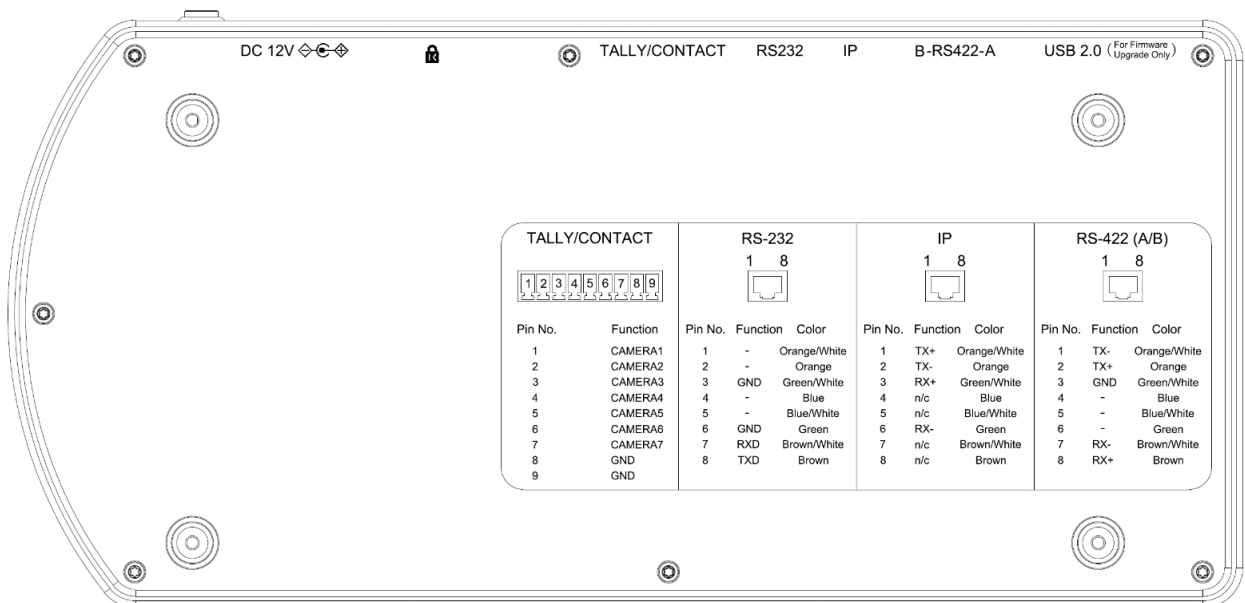 DC 12V TALLY/CONTACT RS232 IP B-RS422-A USB 2.0 (For Firmware Upgrade Only)
TALLY/CONTACT RS-232 IP RS-422 (A/B)
1 8 1 8 1 8
1 2 3 4 5 6 7 8 9
Pin No. Function Pin No. Function Color Pin No. Function Color Pin No. Function Color
1 CAMERA1 1 - Orange/White 1 TX+ Orange/White 1 TX- Orange/White
2 CAMERA2 2 - Orange 2 TX- Orange 2 TX+ Orange
3 CAMERA3 3 GND Green/White 3 RX+ Green/White 3 GND Green/White
4 CAMERA4 4 - Blue 4 n/c Blue 4 - Blue
5 CAMERA5 5 - Blue/White 5 n/c Blue/White 5 - Blue/White
6 CAMERA6 6 GND Green 6 RX- Green 6 - Green
7 CAMERA7 7 RXD Brown/White 7 n/c Brown/White 7 RX- Brown/White
8 GND 8 TXD Brown 8 n/c Brown 8 RX+ Brown
9 GND